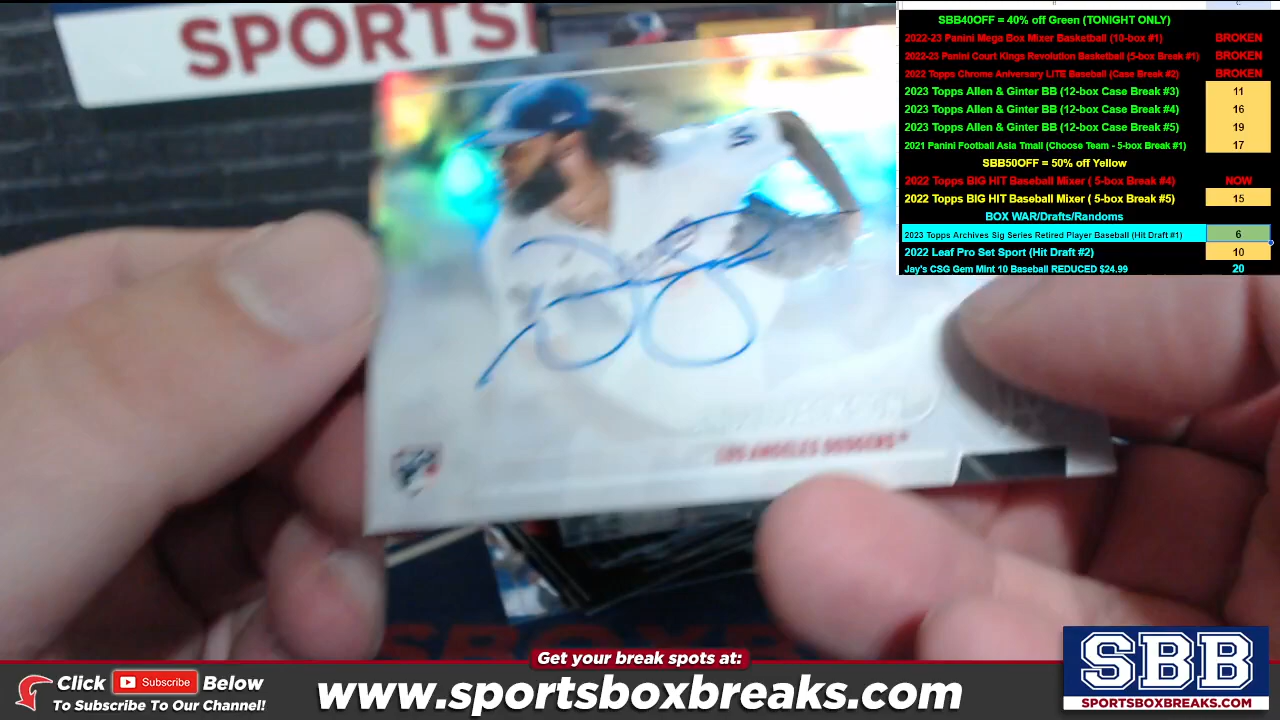 SPORTS
SBB40OFF = 40% off Green (TONIGHT ONLY)
2022-23 Panini Mega Box Mixer Basketball (10-box #1) BROKEN
2022-23 Panini Court Kings Revolution Basketball (5-box Break #1) BROKEN
2022 Topps Chrome Aniversary LITE Baseball (Case Break #2) BROKEN
2023 Topps Allen & Ginter BB (12-box Case Break #3) 11
2023 Topps Allen & Ginter BB (12-box Case Break #4) 16
2023 Topps Allen & Ginter BB (12-box Case Break #5) 19
2021 Panini Football Asia Tmall (Choose Team - 5-box Break #1) 17
SBB50OFF = 50% off Yellow
2022 Topps BIG HIT Baseball Mixer ( 5-box Break #4) NOW
2022 Topps BIG HIT Baseball Mixer ( 5-box Break #5) 15
BOX WAR/Drafts/Randoms
2023 Topps Archives Sig Series Retired Player Baseball (Hit Draft #1) 6
2022 Leaf Pro Set Sport (Hit Draft #2) 10
Jay's CSG Gem Mint 10 Baseball REDUCED $24.99 20
LOS ANGELES DODGERS
Get your break spots at:
Click Subscribe Below
To Subscribe To Our Channel!
www.sportsboxbreaks.com
SBB
SPORTSBOXBREAKS.COM